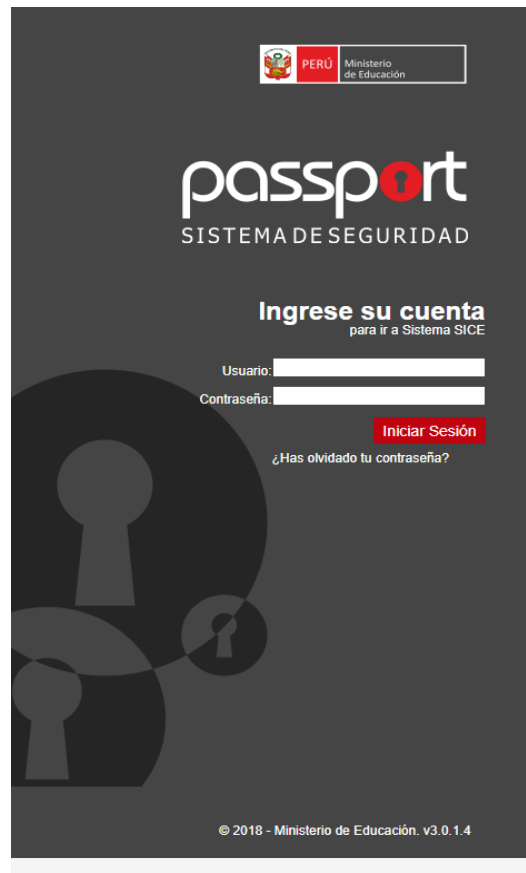 PERÚ
Ministerio
de Educación
passport
SISTEMA DE SEGURIDAD
Ingrese su cuenta
para ir a Sistema SICE
Usuario:
Contraseña:
Iniciar Sesión
¿Has olvidado tu contraseña?
© 2018 - Ministerio de Educación. v3.0.1.4